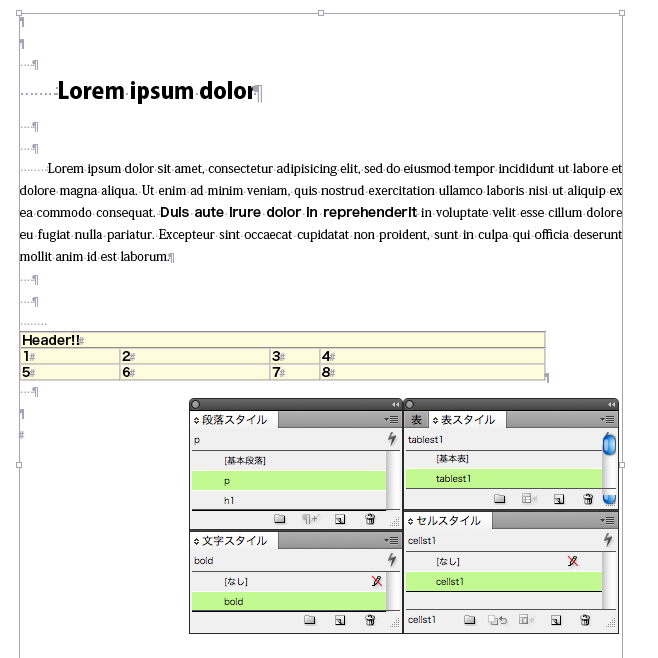 Lorem ipsum dolor
Lorem ipsum dolor sit amet, consectetur adipisicing elit, sed do eiusmod tempor incididunt ut labore et
dolore magna aliqua. Ut enim ad minim veniam, quis nostrud exercitation ullamco laboris nisi ut aliquip ex
ea commodo consequat. Duis aute irure dolor in reprehenderit in voluptate velit esse cillum dolore
eu fugiat nulla pariatur. Excepteur sint occaecat cupidatat non proident, sunt in culpa qui officia deserunt
mollit anim id est laborum.
Header!!
1 2 3 4
5 6 7 8
段落スタイル
p
[基本段落]
p
h1
文字スタイル
bold
[なし]
bold
表 表スタイル
tablest1
[基本表]
tablest1
セルスタイル
cellst1
[なし]
cellst1
cellst1